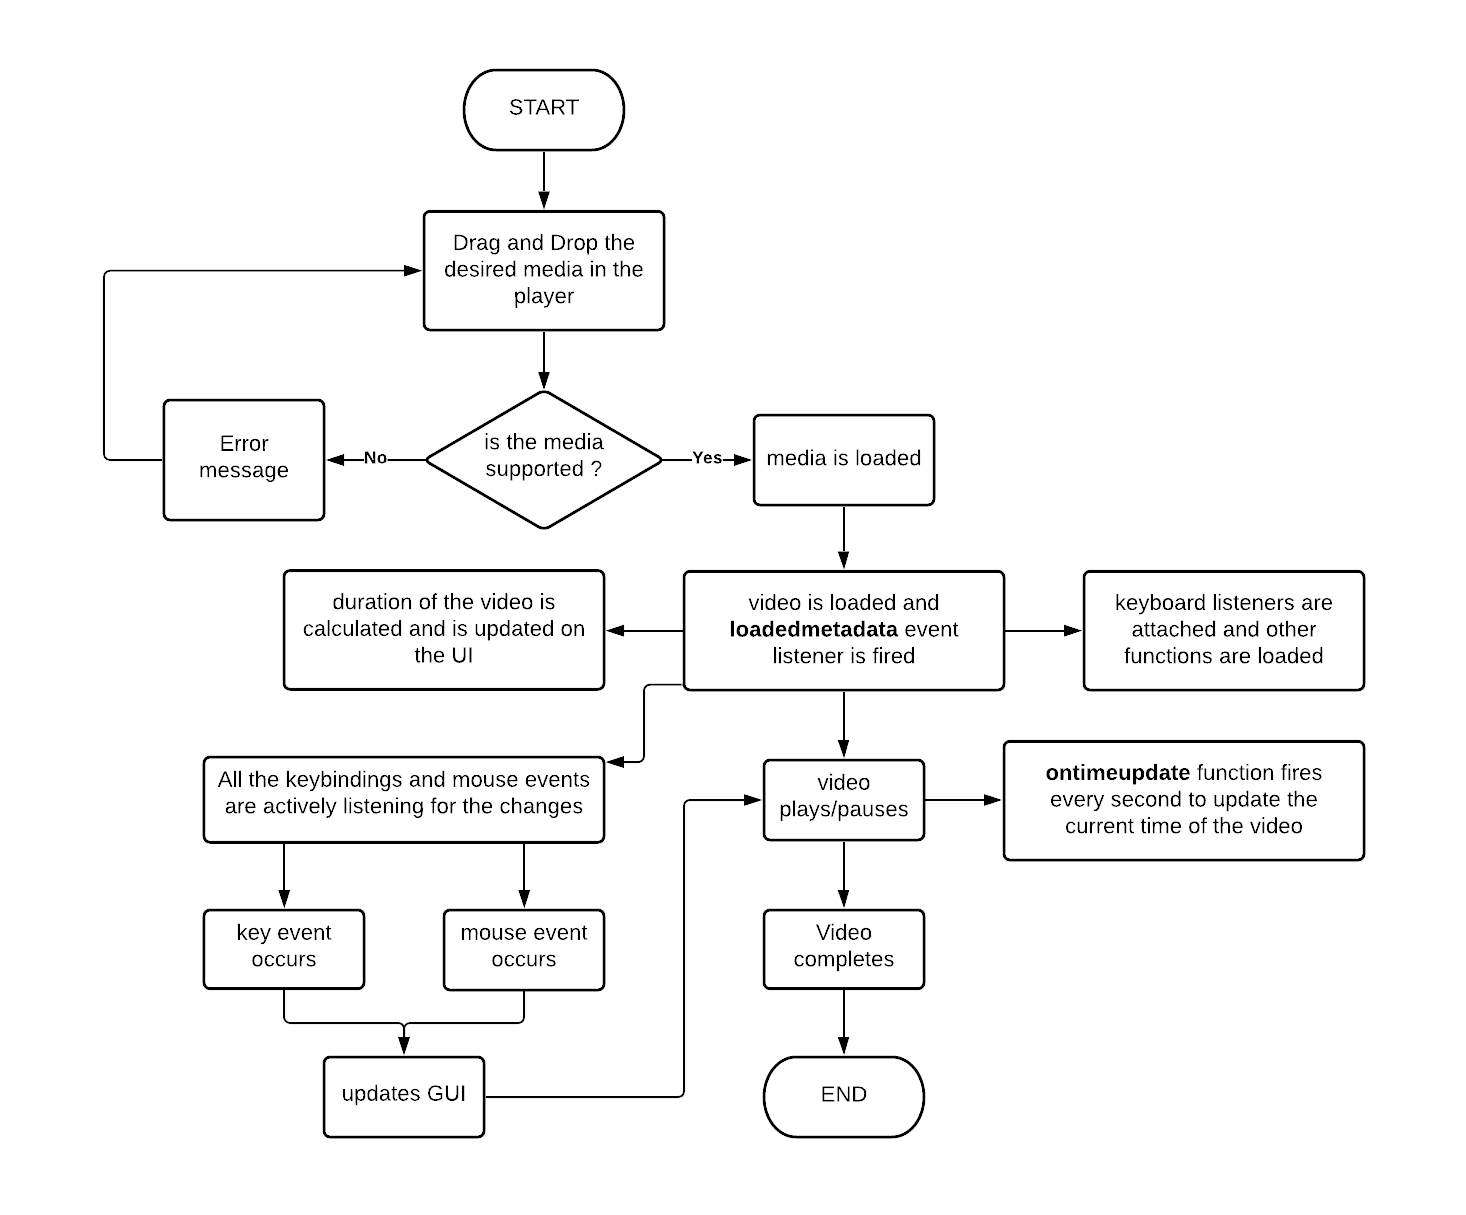 START
Drag and Drop the
desired media in the
player
Error
message
No
is the media
supported ?
Yes
media is loaded
duration of the video is
calculated and is updated on
the UI
video is loaded and
loadedmetadata event
listener is fired
keyboard listeners are
attached and other
functions are loaded
All the keybindings and mouse events
are actively listening for the changes
video
plays/pauses
ontimeupdate function fires
every second to update the
current time of the video
key event
occurs
mouse event
occurs
Video
completes
updates GUI
END